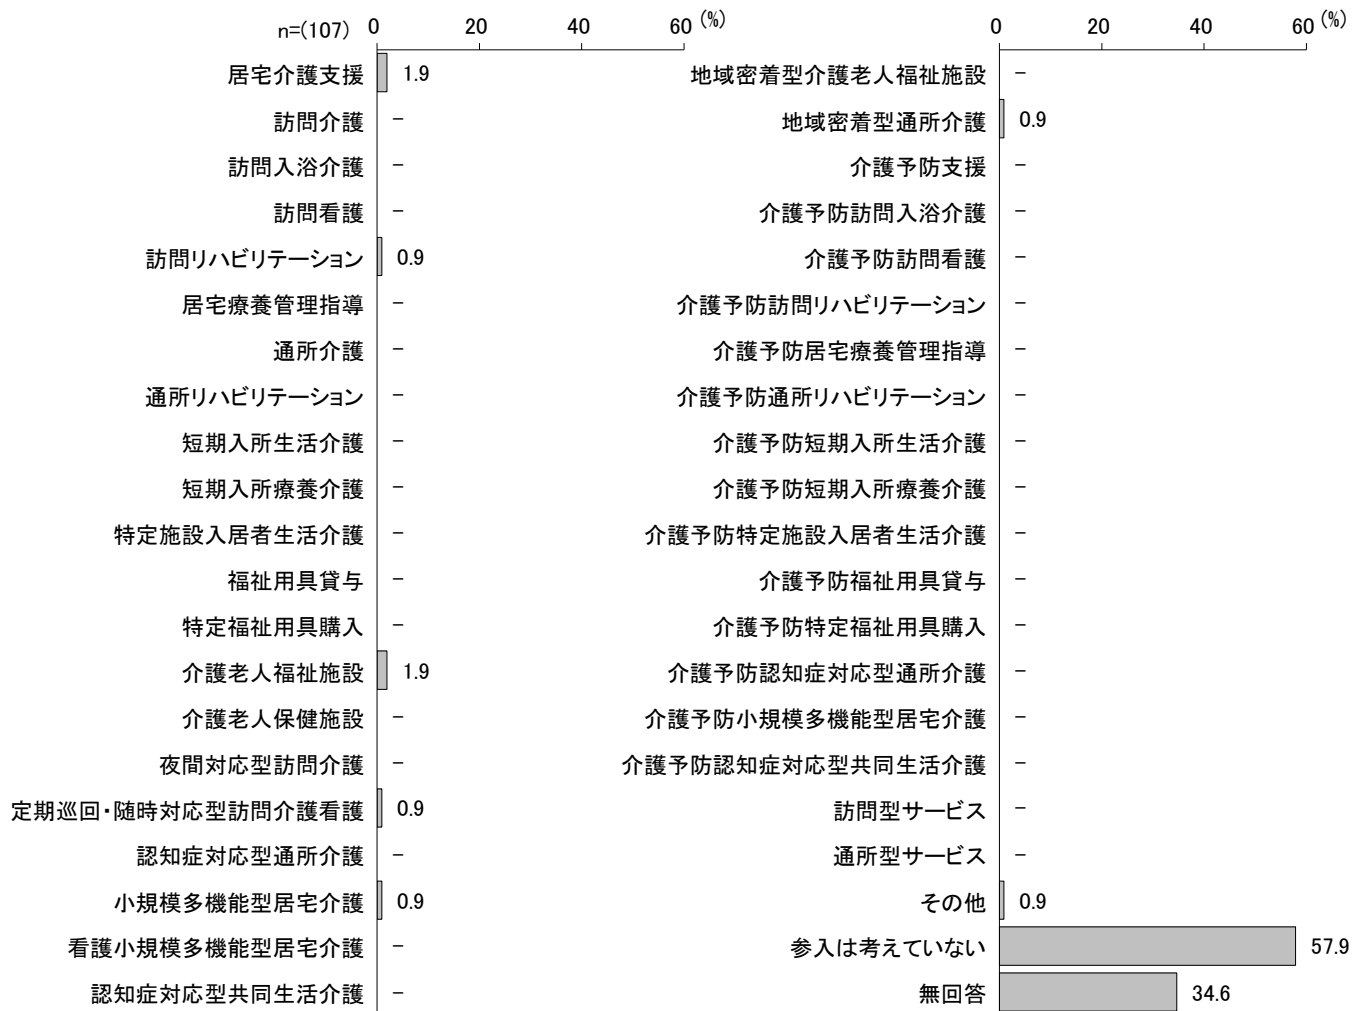 n=(107) 0 20 40 60 (%)
居宅介護支援 1.9
訪問介護 -
訪問入浴介護 -
訪問看護 -
訪問リハビリテーション 0.9
居宅療養管理指導 -
通所介護 -
通所リハビリテーション -
短期入所生活介護 -
短期入所療養介護 -
特定施設入居者生活介護 -
福祉用具貸与 -
特定福祉用具購入 -
介護老人福祉施設 1.9
介護老人保健施設 -
夜間対応型訪問介護 -
定期巡回・随時対応型訪問介護看護 0.9
認知症対応型通所介護 -
小規模多機能型居宅介護 0.9
看護小規模多機能型居宅介護 -
認知症対応型共同生活介護 -
0 20 40 60 (%)
地域密着型介護老人福祉施設 -
地域密着型通所介護 0.9
介護予防支援 -
介護予防訪問入浴介護 -
介護予防訪問看護 -
介護予防訪問リハビリテーション -
介護予防居宅療養管理指導 -
介護予防通所リハビリテーション -
介護予防短期入所生活介護 -
介護予防短期入所療養介護 -
介護予防特定施設入居者生活介護 -
介護予防福祉用具貸与 -
介護予防特定福祉用具購入 -
介護予防認知症対応型通所介護 -
介護予防小規模多機能型居宅介護 -
介護予防認知症対応型共同生活介護 -
訪問型サービス -
通所型サービス -
その他 0.9
参入は考えていない 57.9
無回答 34.6